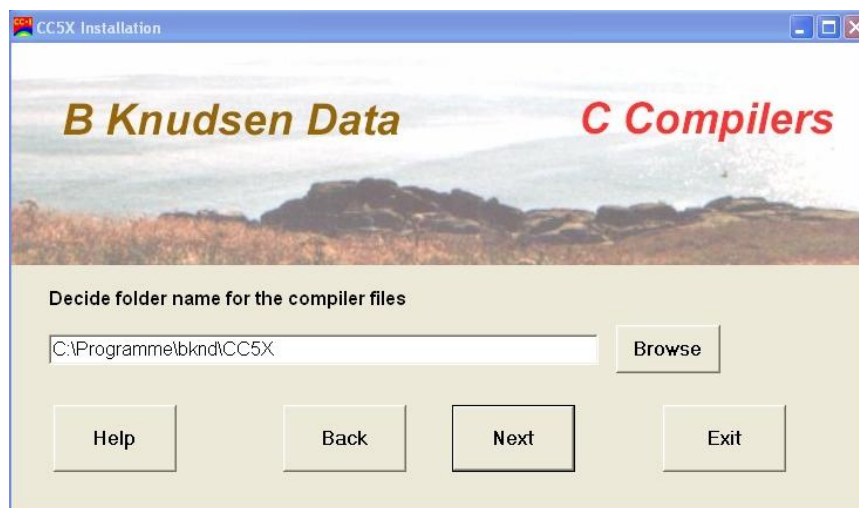 CC5X Installation
B Knudsen Data C Compilers
Decide folder name for the compiler files
C:\Programme\bknd\CC5X Browse
Help Back Next Exit